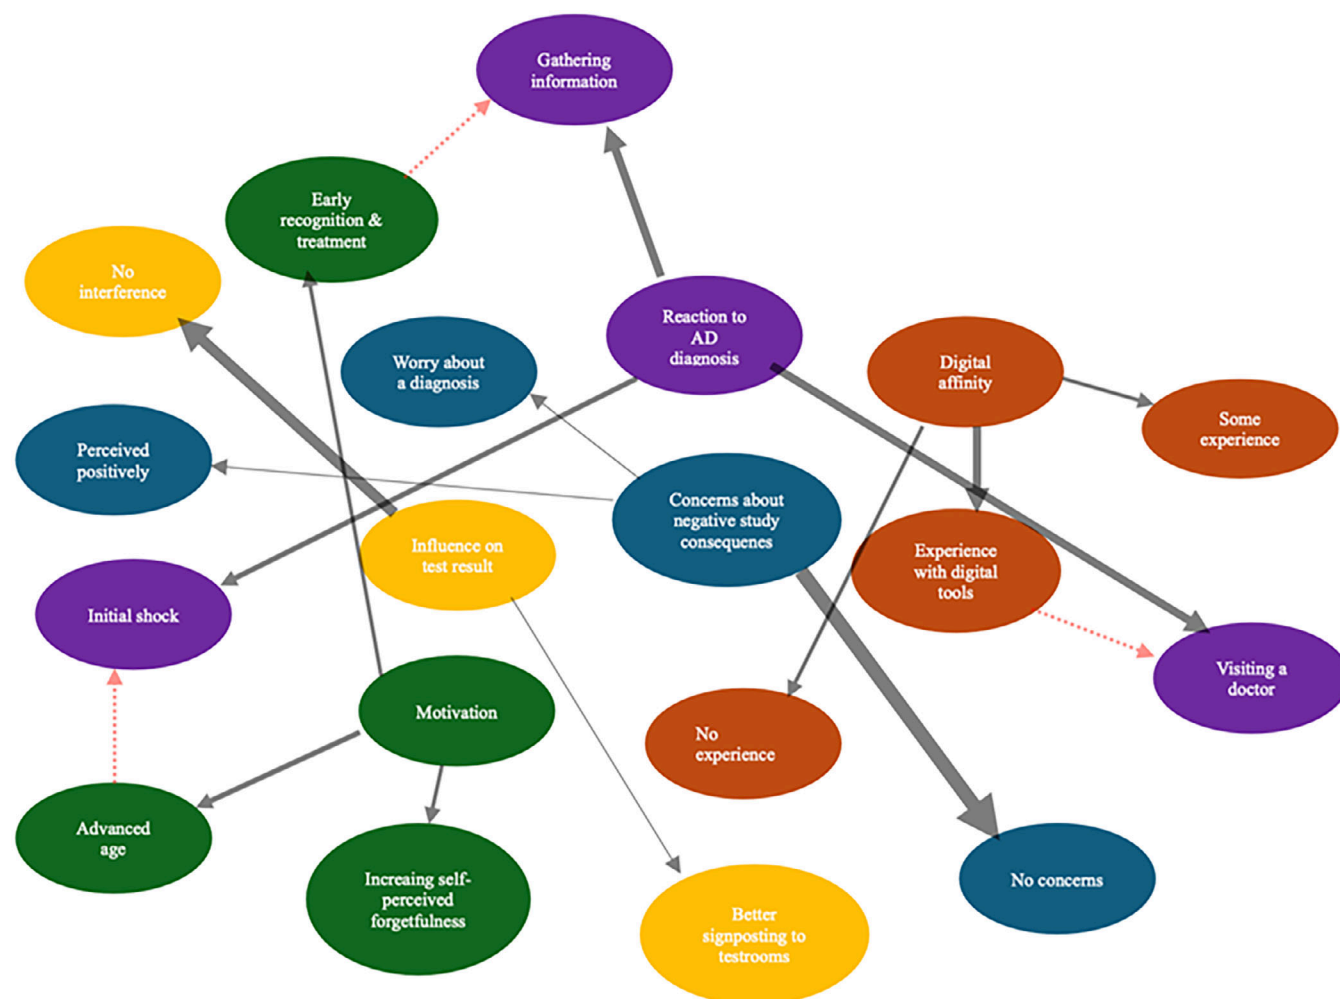 Gathering
information
Early
recognition &
treatment
No
interference
Worry about
a diagnosis
Reaction to
AD
diagnosis
Digital
affinity
Some
experience
Perceived
positively
Concerns about
negative study
consequenes
Influence on
test result
Experience
with digital
tools
Initial shock
Visiting a
doctor
Motivation
No
experience
Advanced
age
Increaing self-
perceived
forgetfulness
Better
signposting to
testrooms
No concerns